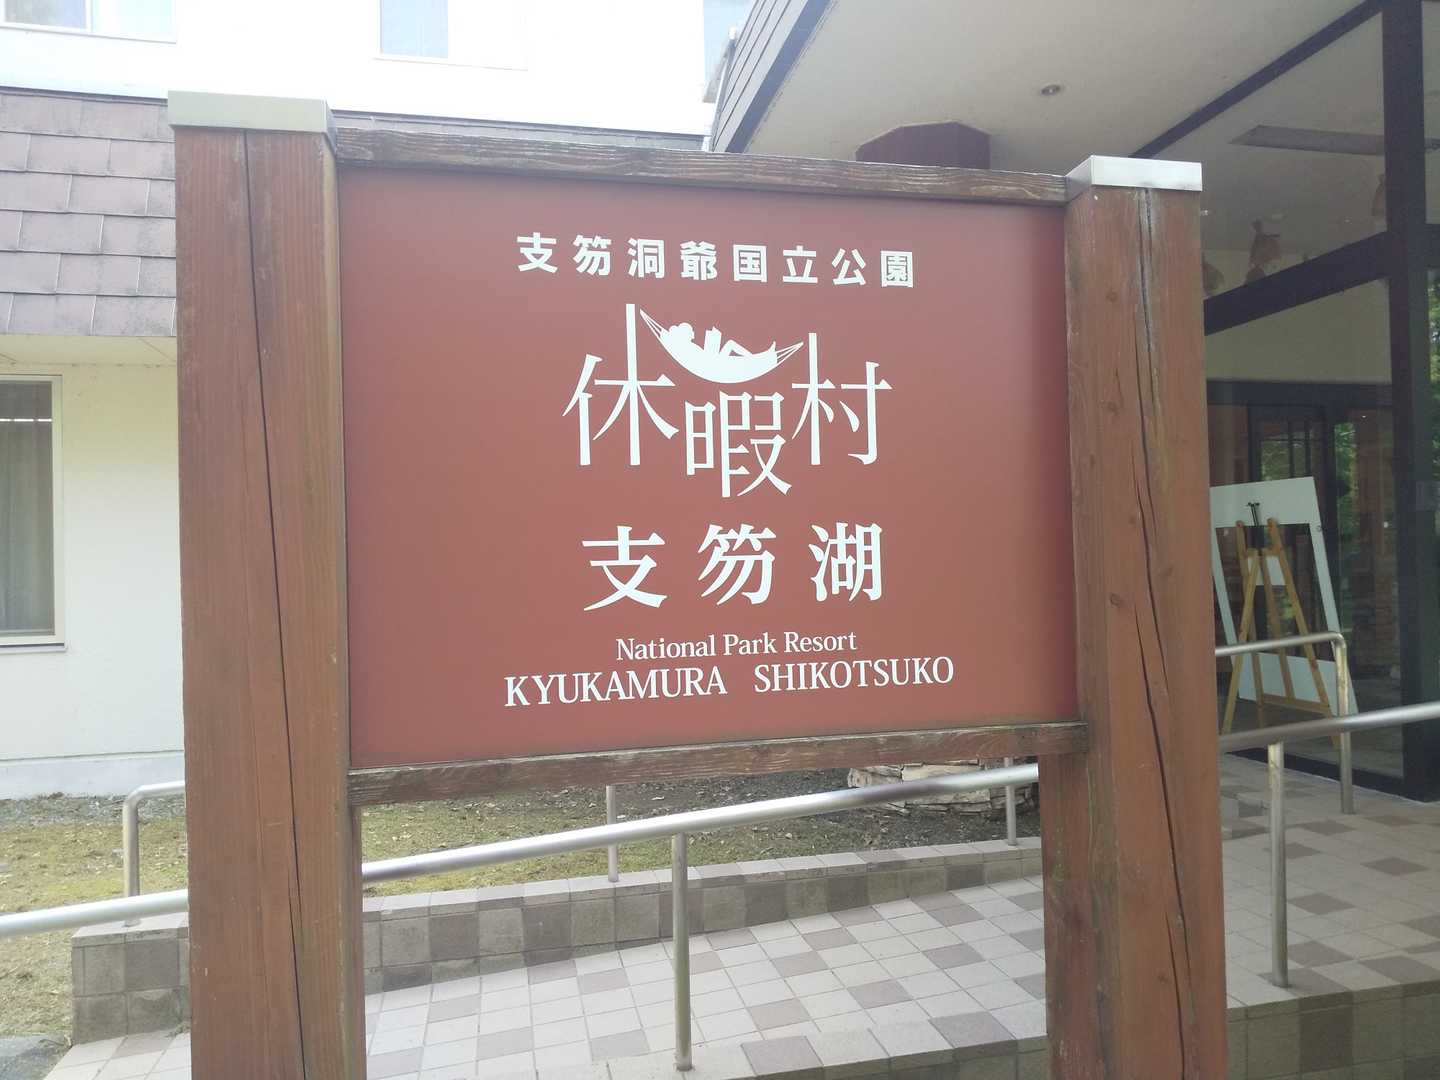 支笏洞爺国立公園
休暇村
支笏湖
National Park Resort
KYUKAMURA SHIKOTSUKO